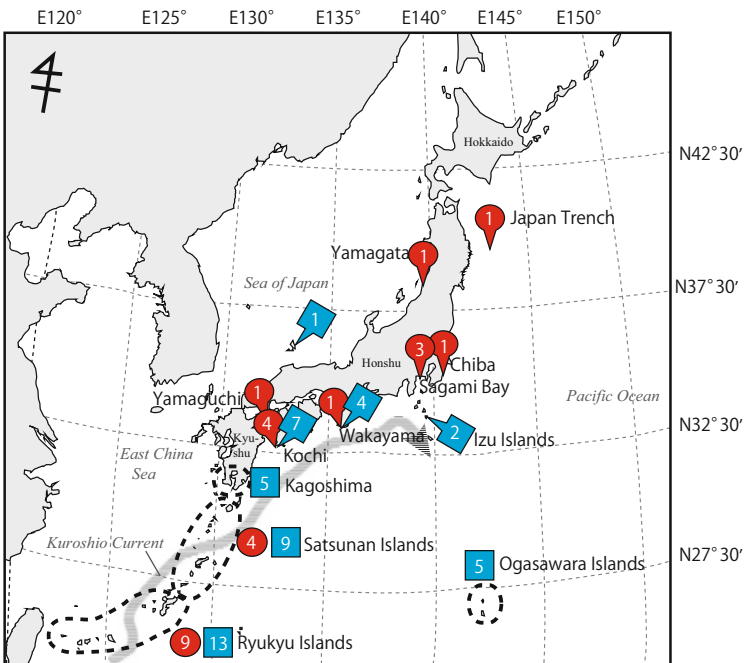 E120° E125° E130° E135° E140° E145° E150°
Hokkaido
N42°30'
1 Japan Trench
Yamagata 1
Sea of Japan
N37°30'
1
3 1
Honshu
Chiba
Sagami Bay
Yamaguchi 1
1 4
Pacific Ocean
4 7
Wakayama
2 Izu Islands
N32°30'
Kyu-
shu
Kochi
East China
Sea
5 Kagoshima
Kuroshio Current
4 9 Satsunan Islands
5 Ogasawara Islands
N27°30'
9 13 Ryukyu Islands